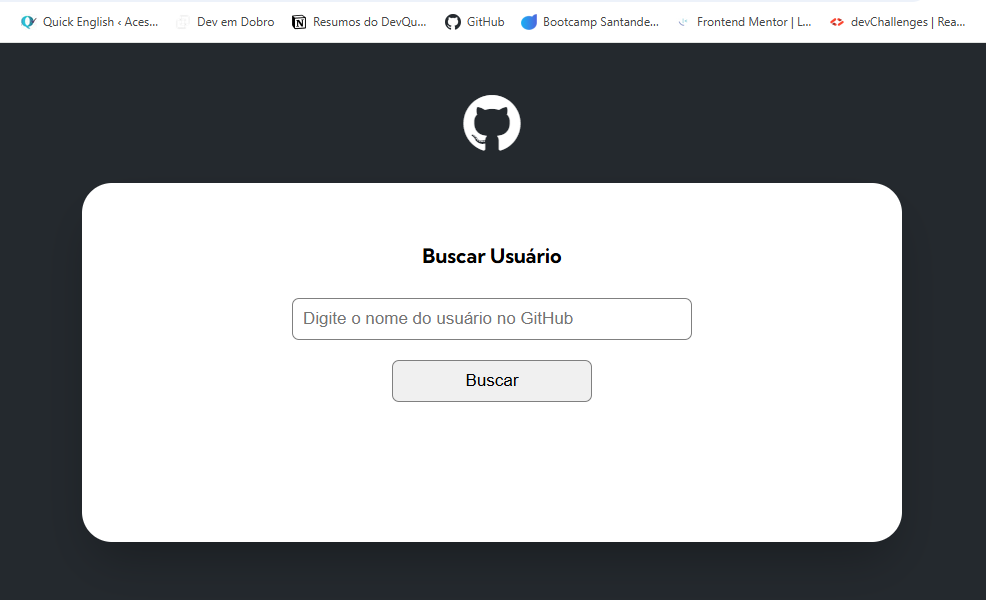 Quick English ‹ Aces... Dev em Dobro Resumos do DevQu... GitHub Bootcamp Santande... Frontend Mentor | L... devChallenges | Rea...
Buscar Usuário
Digite o nome do usuário no GitHub
Buscar